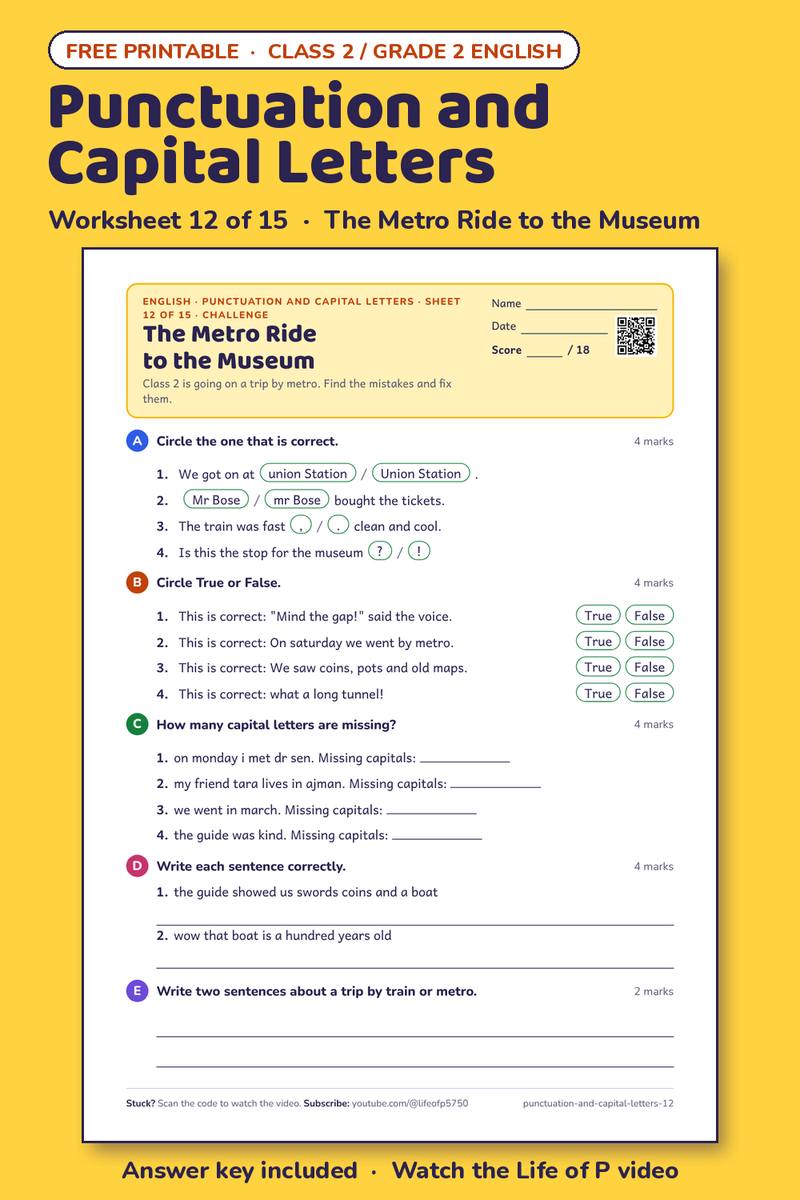 FREE PRINTABLE · CLASS 2 / GRADE 2 ENGLISH
Punctuation and
Capital Letters
Worksheet 12 of 15 · The Metro Ride to the Museum
ENGLISH · PUNCTUATION AND CAPITAL LETTERS · SHEET
12 OF 15 · CHALLENGE
The Metro Ride
to the Museum
Class 2 is going on a trip by metro. Find the mistakes and fix
them.
Name
Date
Score / 18
A Circle the one that is correct. 4 marks
1. We got on at union Station / Union Station .
2. Mr Bose / mr Bose bought the tickets.
3. The train was fast , / . clean and cool.
4. Is this the stop for the museum ? / !
B Circle True or False. 4 marks
1. This is correct: "Mind the gap!" said the voice. True False
2. This is correct: On saturday we went by metro. True False
3. This is correct: We saw coins, pots and old maps. True False
4. This is correct: what a long tunnel! True False
C How many capital letters are missing? 4 marks
1. on monday i met dr sen. Missing capitals:
2. my friend tara lives in ajman. Missing capitals:
3. we went in march. Missing capitals:
4. the guide was kind. Missing capitals:
D Write each sentence correctly. 4 marks
1. the guide showed us swords coins and a boat
2. wow that boat is a hundred years old
E Write two sentences about a trip by train or metro. 2 marks
Stuck? Scan the code to watch the video. Subscribe: youtube.com/@lifeofp5750 punctuation-and-capital-letters-12
Answer key included · Watch the Life of P video